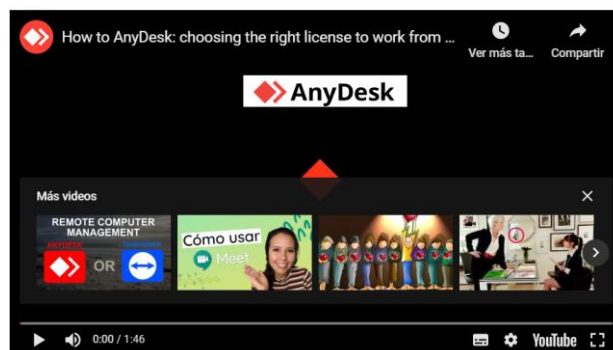 How to AnyDesk: choosing the right license to work from ...
Ver más ta...
Compartir
AnyDesk
Más videos
REMOTE COMPUTER
MANAGEMENT
ANYDESK
OR
Cómo usar
Meet
0:00 / 1:46
YouTube